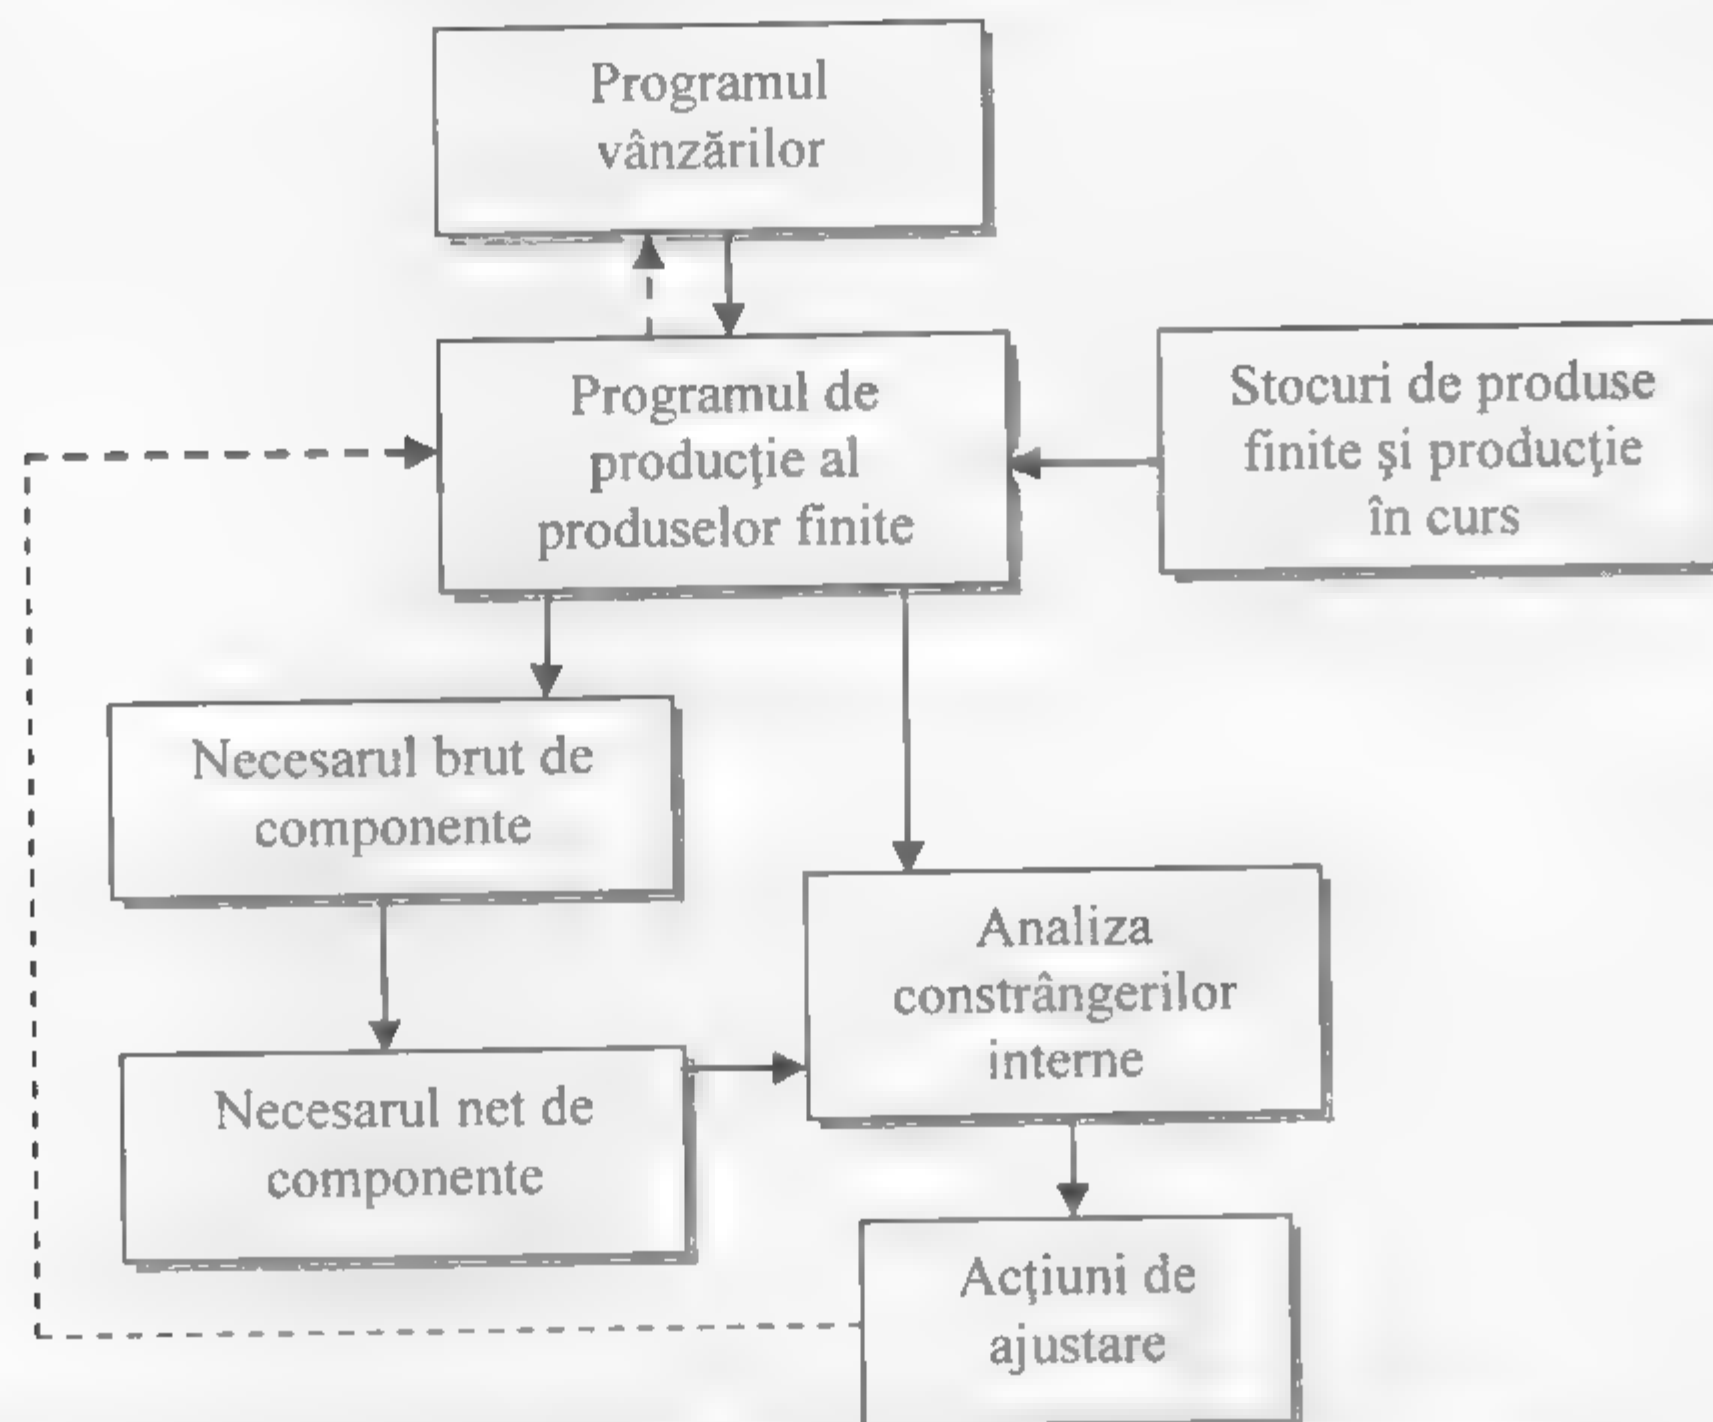 Programul
vânzărilor
Programul de
producţie al
produselor finite
Stocuri de produse
finite şi producţie
în curs
Necesarul brut de
componente
Analiza
constrângerilor
interne
Necesarul net de
componente
Acţiuni de
ajustare